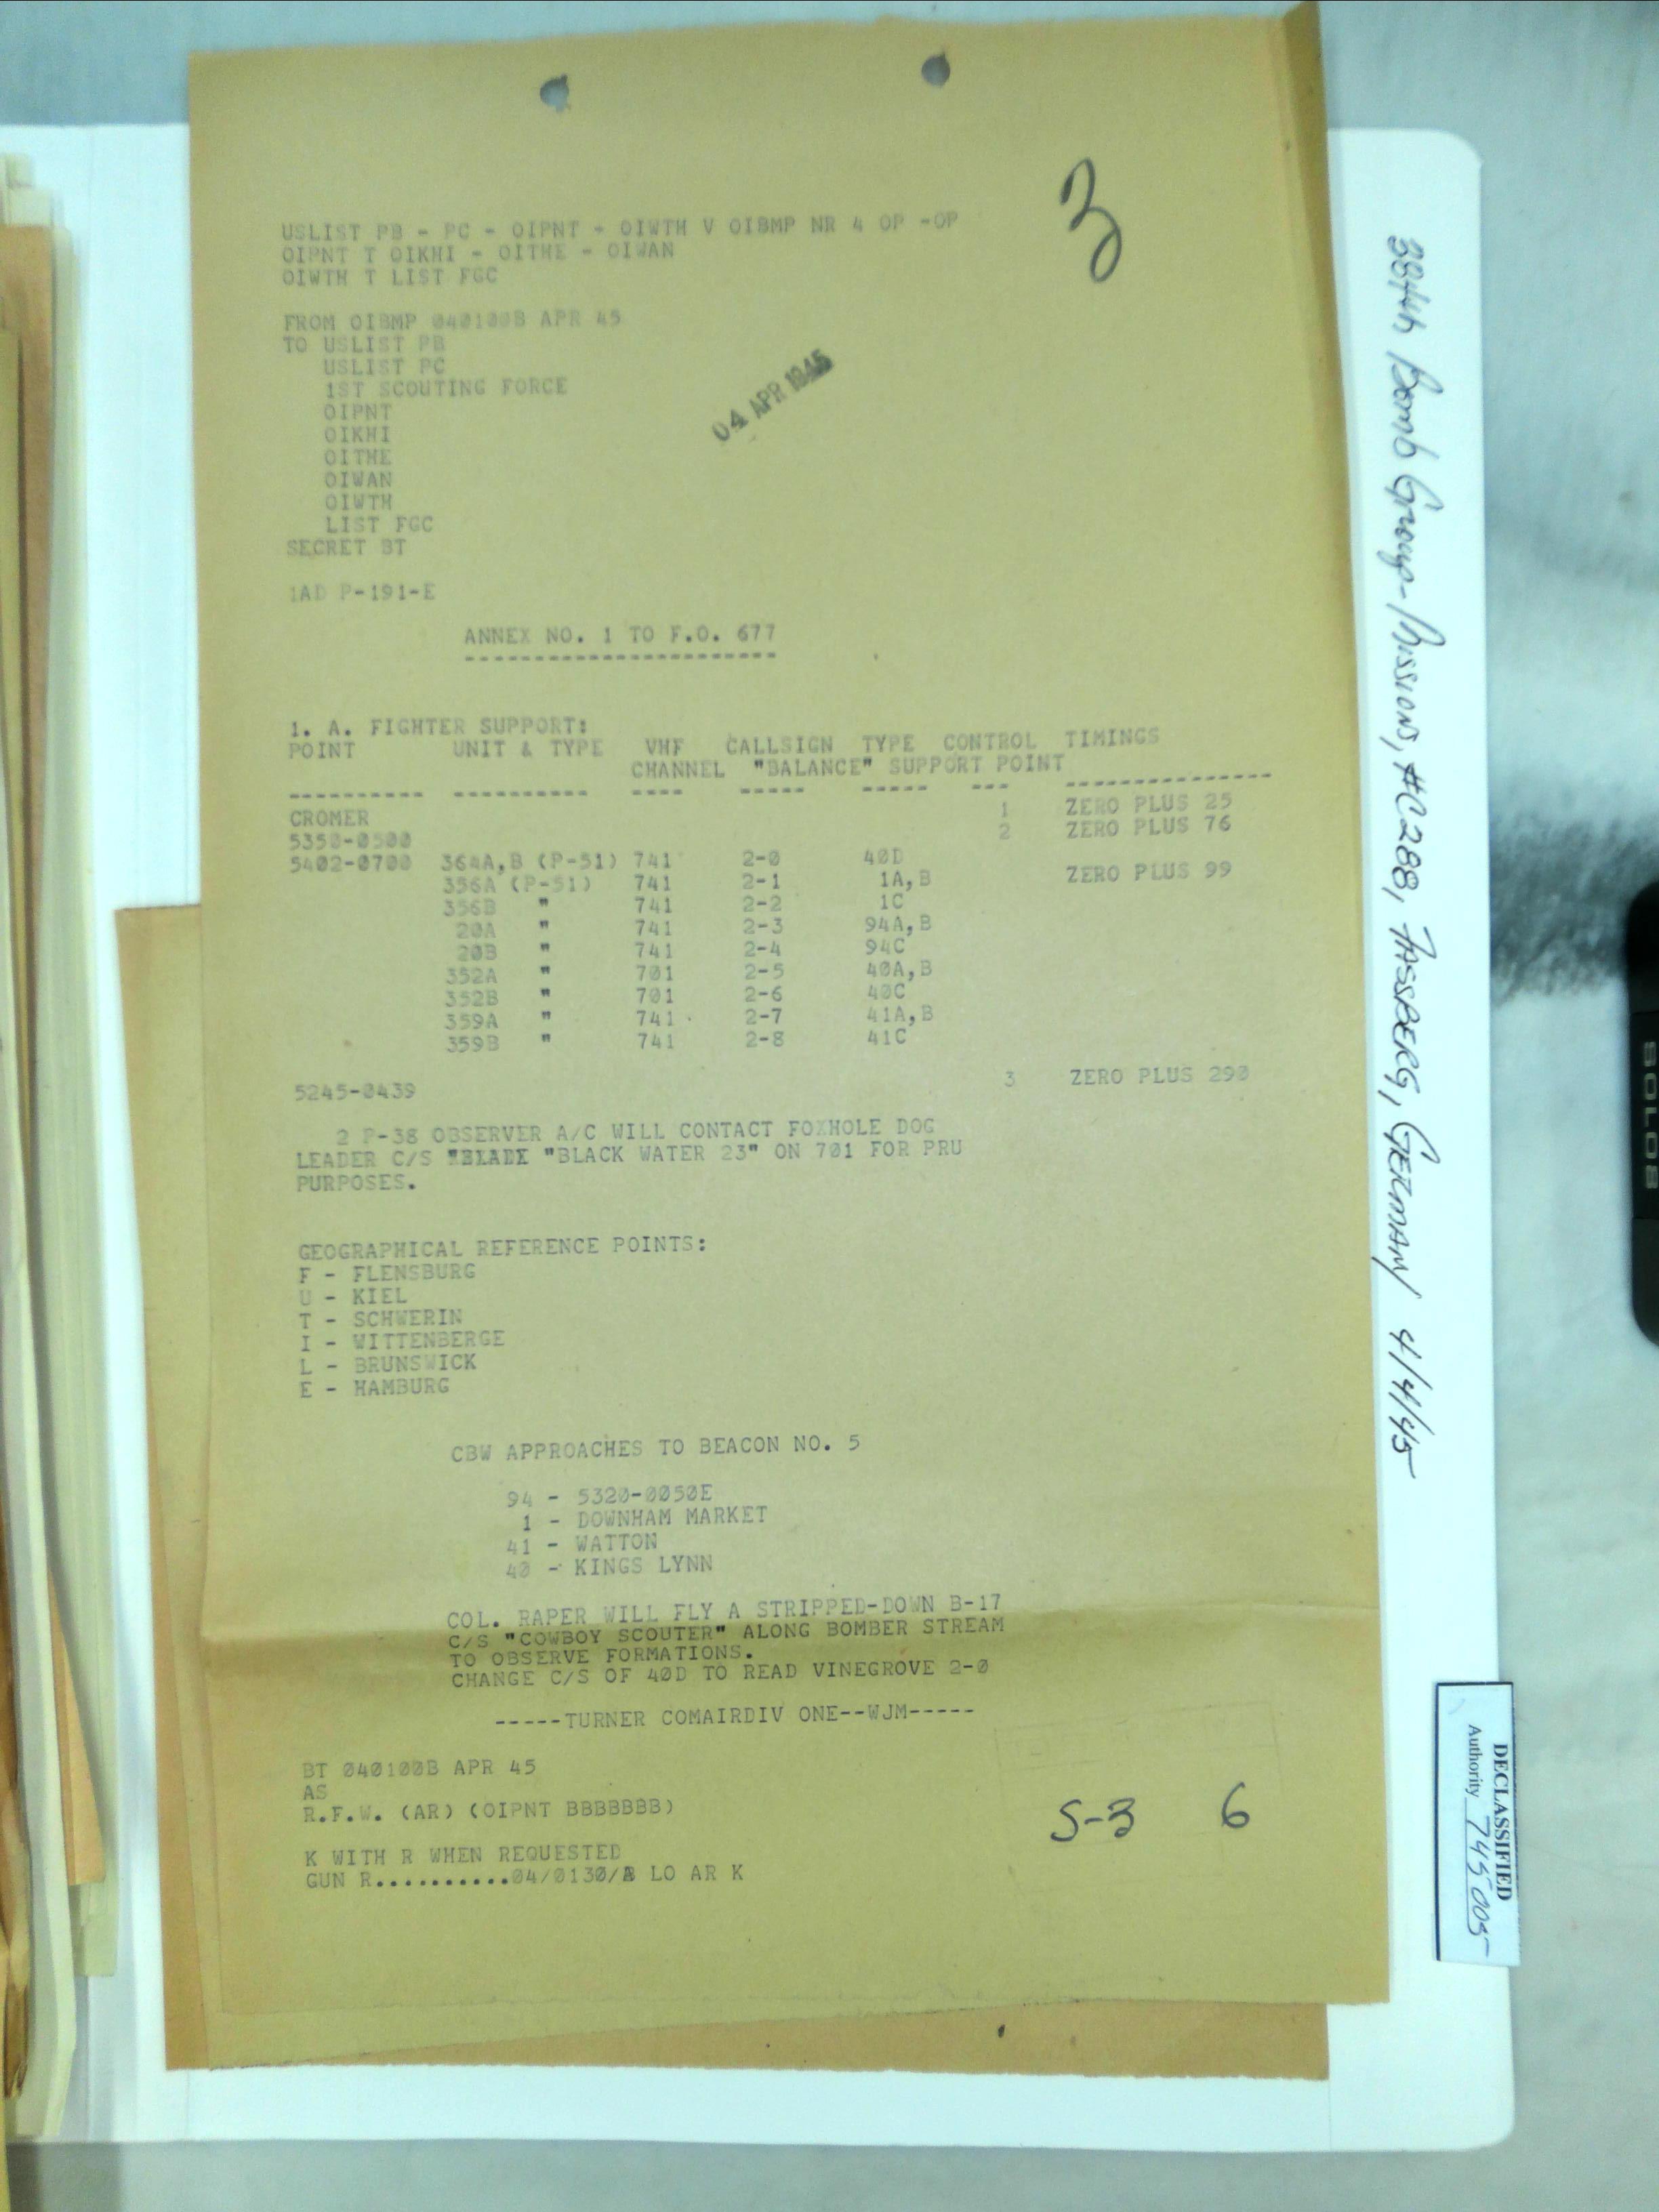 3
USLIST PB - PC - OIPNT - OIWTH V OIBMP NR 4 OP -OP
OIPNT T OIKHI - OITHE - OIWAN
OIWTH T LIST FGC
FROM OIBMP 040100B APR 45
TO USLIST PB
USLIST PC
1ST SCOUTING FORCE
OIPNT
OIKHI
OITHE
OIWAN
OIWTH
LIST FGC
SECRET BT
04 APR 1945
1AD P-191-E
ANNEX NO. 1 TO F.O. 677
-----------------------
1. A. FIGHTER SUPPORT:
POINT UNIT & TYPE VHF CALLSIGN TYPE CONTROL TIMINGS
CHANNEL "BALANCE" SUPPORT POINT
---------- ---------- ---- ----- ----- --- ---------------
CROMER 1 ZERO PLUS 25
5350-0500 2 ZERO PLUS 76
5402-0700 364A,B (P-51) 741 2-0 40D
356A (P-51) 741 2-1 1A,B ZERO PLUS 99
356B " 741 2-2 1C
20A " 741 2-3 94A,B
20B " 741 2-4 94C
352A " 701 2-5 40A,B
352B " 701 2-6 40C
359A " 741 2-7 41A,B
359B " 741 2-8 41C
5245-0439 3 ZERO PLUS 290
2 P-38 OBSERVER A/C WILL CONTACT FOXHOLE DOG
LEADER C/S "BLACK WATER 23" ON 701 FOR PRU
PURPOSES.
GEOGRAPHICAL REFERENCE POINTS:
F - FLENSBURG
U - KIEL
T - SCHWERIN
I - WITTENBERGE
L - BRUNSWICK
E - HAMBURG
CBW APPROACHES TO BEACON NO. 5
94 - 5320-0050E
1 - DOWNHAM MARKET
41 - WATTON
40 - KINGS LYNN
COL. RAPER WILL FLY A STRIPPED-DOWN B-17
C/S "COWBOY SCOUTER" ALONG BOMBER STREAM
TO OBSERVE FORMATIONS.
CHANGE C/S OF 40D TO READ VINEGROVE 2-0
-----TURNER COMAIRDIV ONE--WJM-----
BT 040100B APR 45
AS
R.F.W. (AR) (OIPNT BBBBBBB)
K WITH R WHEN REQUESTED
GUN R..........04/0130/B LO AR K
S-3 6
384th Bomb Group-Mission, #C288, FASSBERG, GERMANY 4/4/45
DECLASSIFIED
Authority 745005
SOLDB